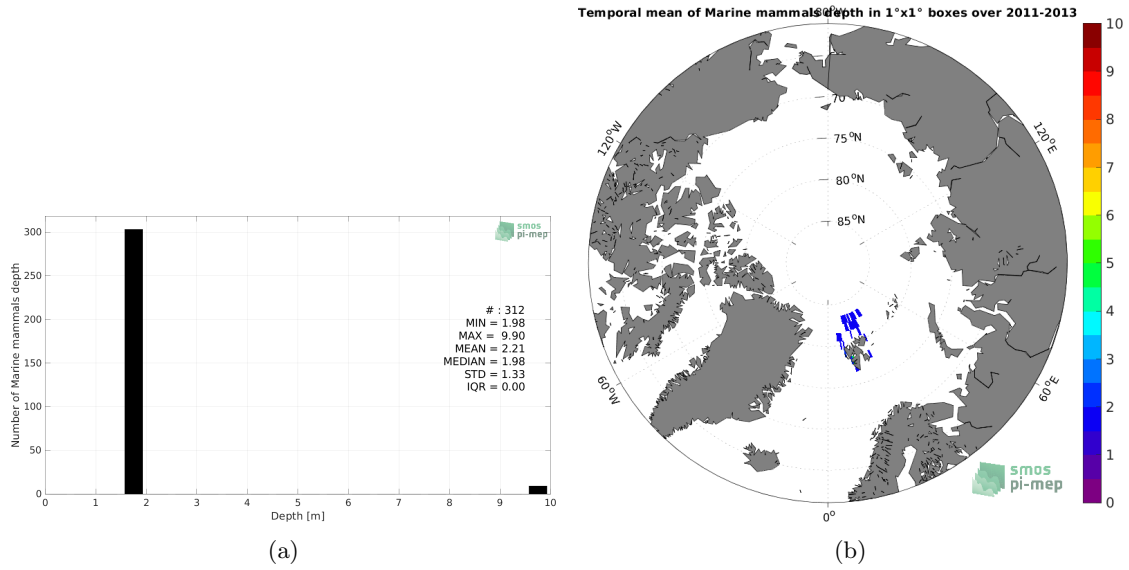 Number of Marine mammals depth
300
250
200
150
100
50
0
0 1 2 3 4 5 6 7 8 9 10
Depth [m]
smos
pi-mep
# : 312
MIN = 1.98
MAX = 9.90
MEAN = 2.21
MEDIAN = 1.98
STD = 1.33
IQR = 0.00
(a)
Temporal mean of Marine mammals depth in 1°x1° boxes over 2011-2013
180°W
120°W
120°E
60°W
60°E
0°
70°N
75°N
80°N
85°N
10
9
8
7
6
5
4
3
2
1
0
smos
pi-mep
(b)